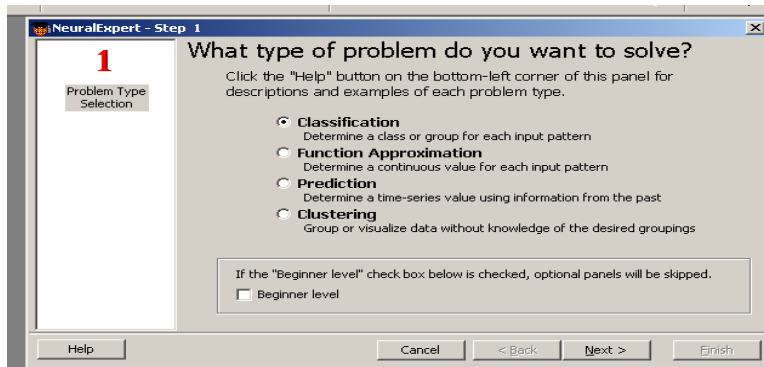 NeuralExpert - Step 1
1
Problem Type
Selection
What type of problem do you want to solve?
Click the "Help" button on the bottom-left corner of this panel for
descriptions and examples of each problem type.
Classification
Determine a class or group for each input pattern
Function Approximation
Determine a continuous value for each input pattern
Prediction
Determine a time-series value using information from the past
Clustering
Group or visualize data without knowledge of the desired groupings
If the "Beginner level" check box below is checked, optional panels will be skipped.
Beginner level
Help
Cancel
< Back
Next >
Finish